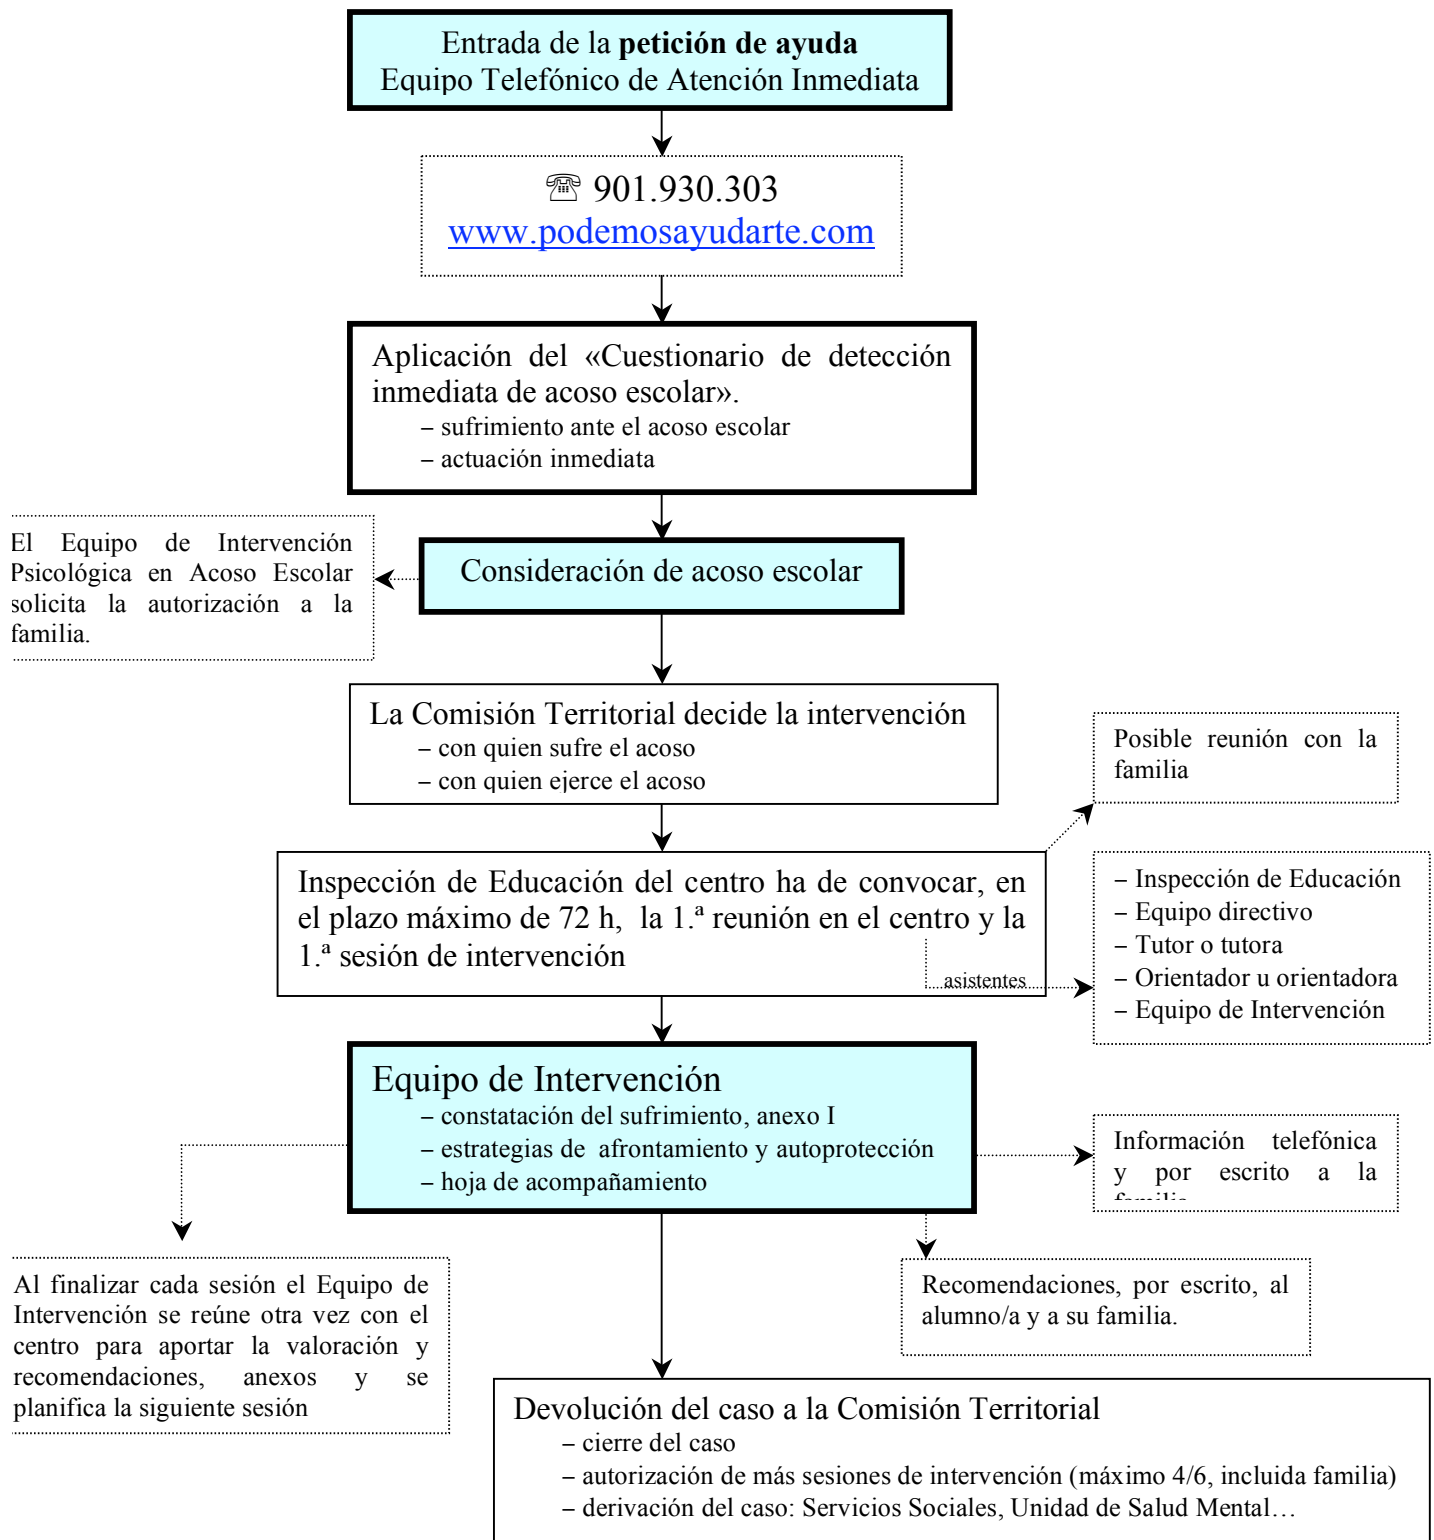 Entrada de la petición de ayuda
Equipo Telefónico de Atención Inmediata
☏ 901.930.303
www.podemosayudarte.com
Aplicación del «Cuestionario de detección
inmediata de acoso escolar».
– sufrimiento ante el acoso escolar
– actuación inmediata
El Equipo de Intervención
Psicológica en Acoso Escolar
solicita la autorización a la
familia.
Consideración de acoso escolar
La Comisión Territorial decide la intervención
– con quien sufre el acoso
– con quien ejerce el acoso
Posible reunión con la
familia
Inspección de Educación del centro ha de convocar, en
el plazo máximo de 72 h, la 1.ª reunión en el centro y la
1.ª sesión de intervención
asistentes
– Inspección de Educación
– Equipo directivo
– Tutor o tutora
– Orientador u orientadora
– Equipo de Intervención
Equipo de Intervención
– constatación del sufrimiento, anexo I
– estrategias de afrontamiento y autoprotección
– hoja de acompañamiento
Información telefónica
y por escrito a la
familia
Al finalizar cada sesión el Equipo de
Intervención se reúne otra vez con el
centro para aportar la valoración y
recomendaciones, anexos y se
planifica la siguiente sesión
Recomendaciones, por escrito, al
alumno/a y a su familia.
Devolución del caso a la Comisión Territorial
– cierre del caso
– autorización de más sesiones de intervención (máximo 4/6, incluida familia)
– derivación del caso: Servicios Sociales, Unidad de Salud Mental…